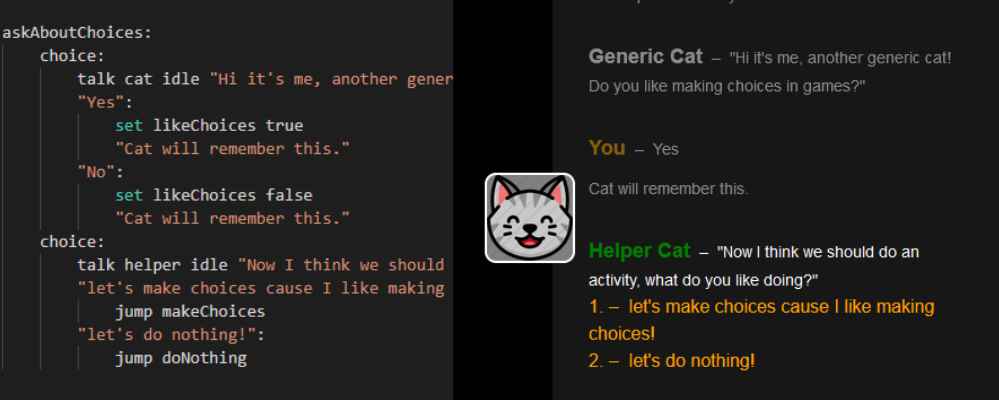 askAboutChoices:
choice:
talk cat idle "Hi it's me, another gener
"Yes":
set likeChoices true
"Cat will remember this."
"No":
set likeChoices false
"Cat will remember this."
choice:
talk helper idle "Now I think we should
"let's make choices cause I like making
jump makeChoices
"let's do nothing!":
jump doNothing
Generic Cat – "Hi it's me, another generic cat!
Do you like making choices in games?"
You – Yes
Cat will remember this.
Helper Cat – "Now I think we should do an
activity, what do you like doing?"
1. – let's make choices cause I like making
choices!
2. – let's do nothing!